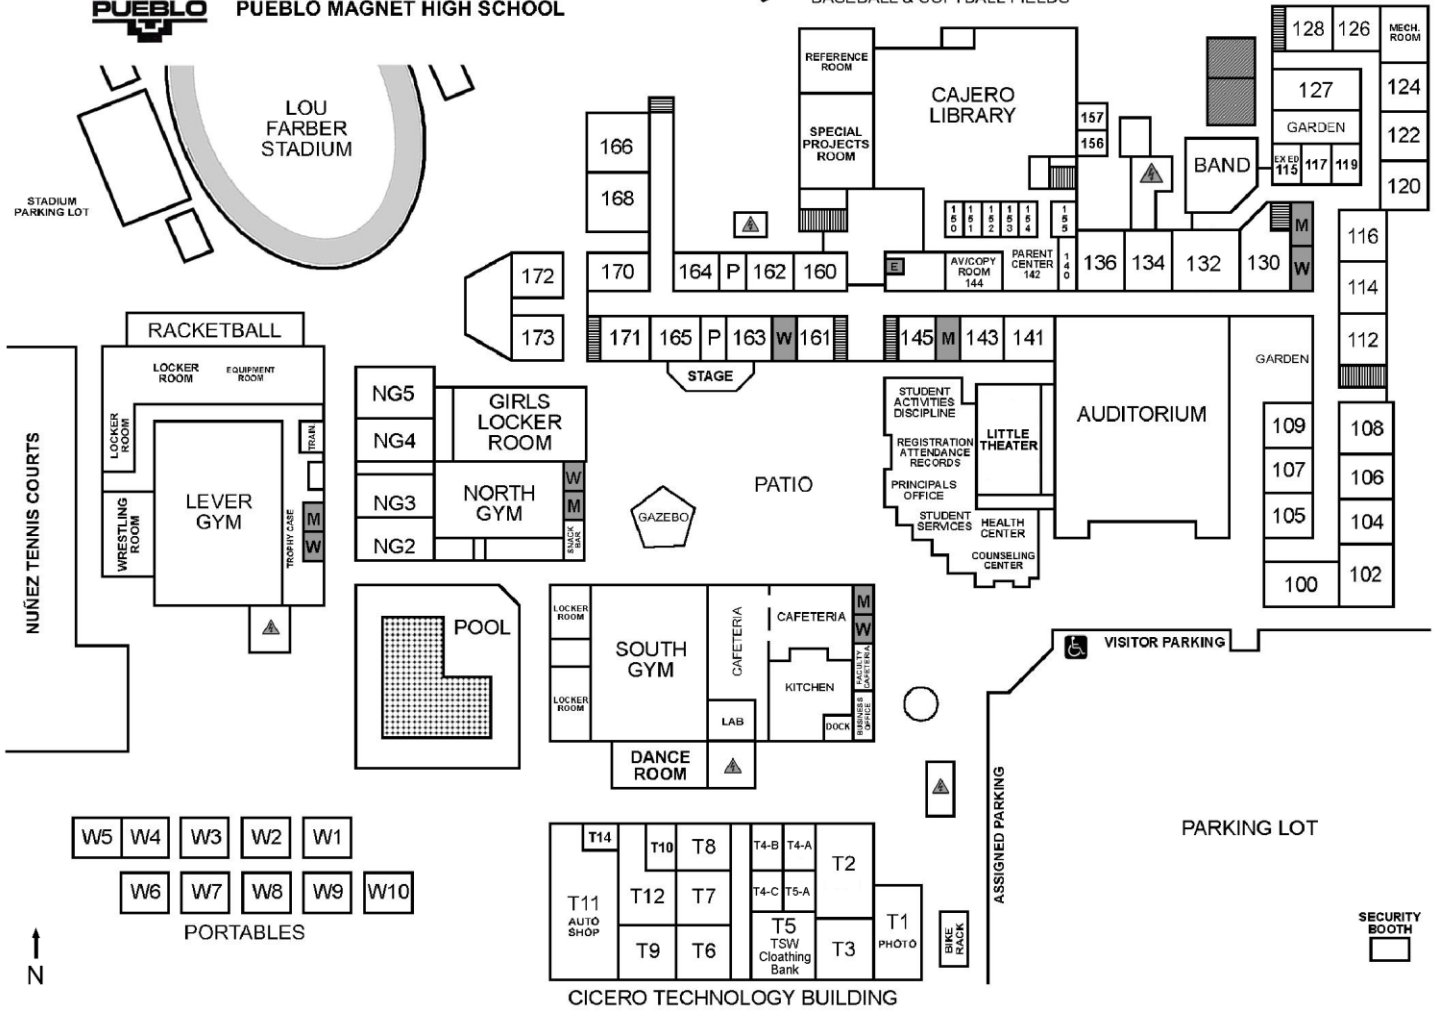 PUEBLO
PUEBLO MAGNET HIGH SCHOOL
BASEBALL & SOFTBALL FIELDS
LOU
FARBER
STADIUM
STADIUM
PARKING LOT
REFERENCE
ROOM
SPECIAL
PROJECTS
ROOM
CAJERO
LIBRARY
157
156
BAND
128
126
MECH.
ROOM
127
GARDEN
EX ED
115
117
119
124
122
120
166
168
170
164
P
162
160
E
150
151
152
153
154
155
AV/COPY
ROOM
144
PARENT
CENTER
142
140
136
134
132
130
M
W
116
114
112
172
173
171
165
P
163
W
161
145
M
143
141
STAGE
GARDEN
RACKETBALL
LOCKER
ROOM
EQUIPMENT
ROOM
LOCKER
ROOM
TRAIN.
LEVER
GYM
WRESTLING
ROOM
TROPHY CASE
M
W
NUÑEZ TENNIS COURTS
NG5
NG4
NG3
NG2
GIRLS
LOCKER
ROOM
NORTH
GYM
W
M
SNACK
BAR
GAZEBO
PATIO
STUDENT
ACTIVITIES
DISCIPLINE
REGISTRATION
ATTENDANCE
RECORDS
PRINCIPALS
OFFICE
STUDENT
SERVICES
HEALTH
CENTER
COUNSELING
CENTER
LITTLE
THEATER
AUDITORIUM
109
107
105
100
108
106
104
102
POOL
LOCKER
ROOM
LOCKER
ROOM
SOUTH
GYM
CAFETERIA
CAFETERIA
KITCHEN
LAB
DOCK
M
W
FACULTY
CAFETERIA
BUSINESS
OFFICE
DANCE
ROOM
VISITOR PARKING
ASSIGNED PARKING
PARKING LOT
SECURITY
BOOTH
W5
W4
W3
W2
W1
W6
W7
W8
W9
W10
PORTABLES
N
T14
T11
AUTO
SHOP
T10
T8
T12
T7
T9
T6
T4-B
T4-A
T4-C
T5-A
T5
TSW
Cloathing
Bank
T2
T3
T1
PHOTO
BIKE
RACK
CICERO TECHNOLOGY BUILDING